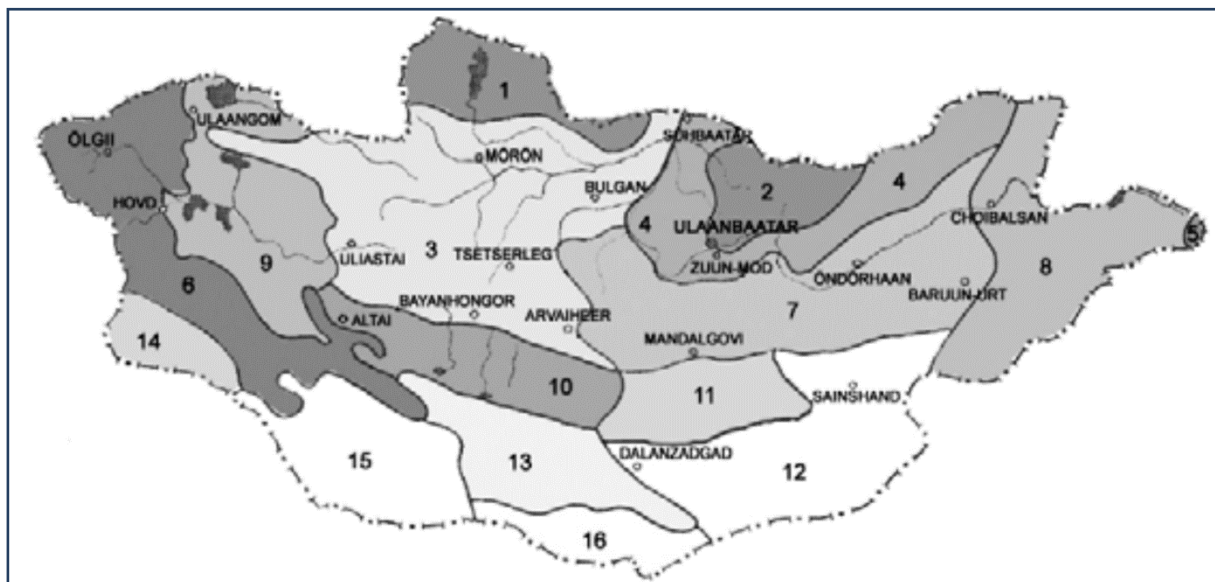 1
ULAANGOM
SÜHBAATAR
ÖLGII
MÖRÖN
2
4
BULGAN
HOVD
CHOIBALSAN
4
ULAANBAATAR
5
3
ULIASTAI
TSETSERLEG
ZUUN-MOD
ÖNDÖRHAAN
9
8
6
BARUUN-URT
BAYANHONGOR
7
ALTAI
ARVAIHEER
14
MANDALGOVI
10
11
SAINSHAND
15
13
DALANZADGAD
12
16